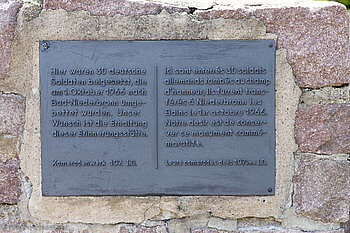 Hier waren 30 deutsche
Soldaten beigesetzt, die
am 1. Oktober 1966 nach
Bad-Niederbronn umge-
bettet wurden. Unser
Wunsch ist die Erhaltung
dieser Erinnerungsstätte.
Ici sont enterrés 30 soldats
allemands tombés au champ
d'honneur. Ils furent trans-
férés à Niederbronn les
Bains le 1er octobre 1966.
Notre désir est de conser-
ver ce monument commé-
moratif.
Leurs camarades